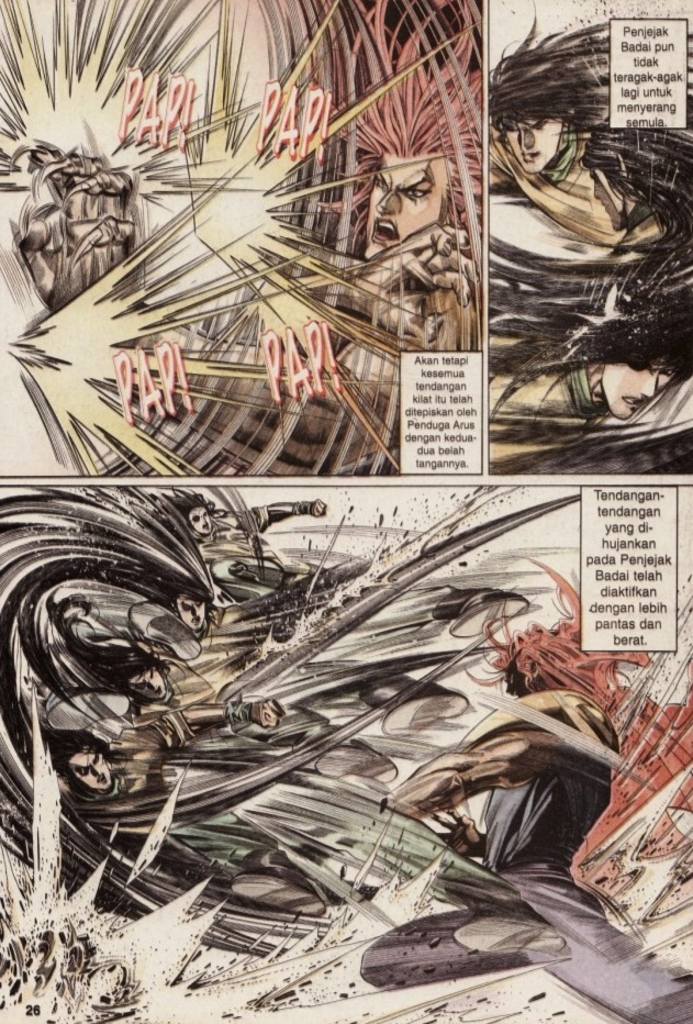 PAP! PAP!
PAP! PAP!
Akan tetapi
kesemua
tendangan
kilat itu telah
ditepiskan oleh
Penduga Arus
dengan kedua-
dua belah
tangannya.
Penjejak
Badai pun
tidak
teragak-agak
lagi untuk
menyerang
semula.
Tendangan-
tendangan
yang di-
hujankan
pada Penjejak
Badai telah
diaktifkan
dengan lebih
pantas dan
berat.
26